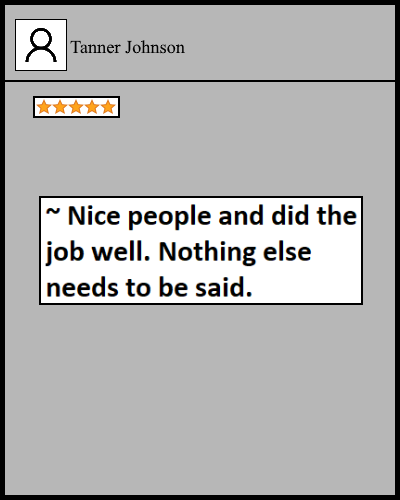 Tanner Johnson
~ Nice people and did the
job well. Nothing else
needs to be said.